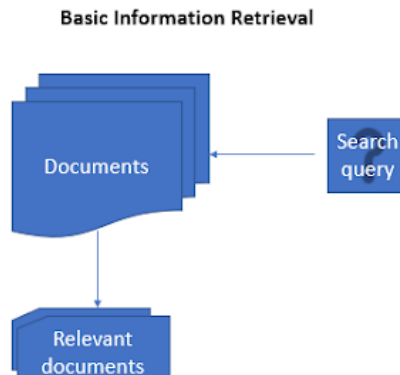 Basic Information Retrieval
Documents
Search
query
Relevant
documents